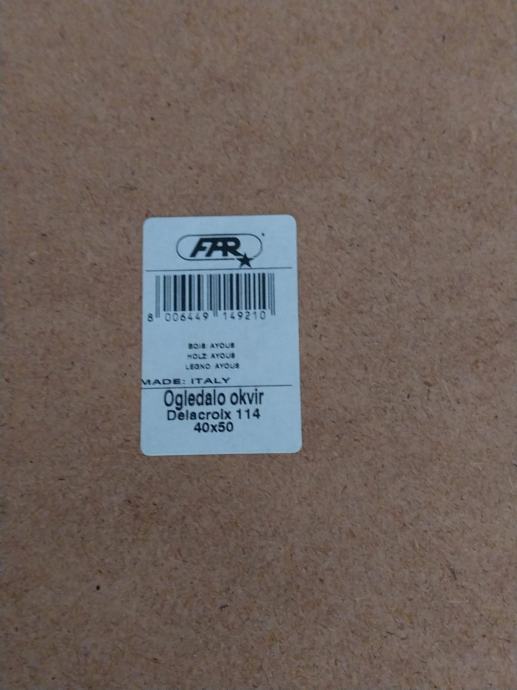 FAR
8 006449 149210
BOIS: AYOUS
HOLZ: AYOUS
LEGNO: AYOUS
MADE: ITALY
Ogledalo okvir
Delacroix 114
40x50